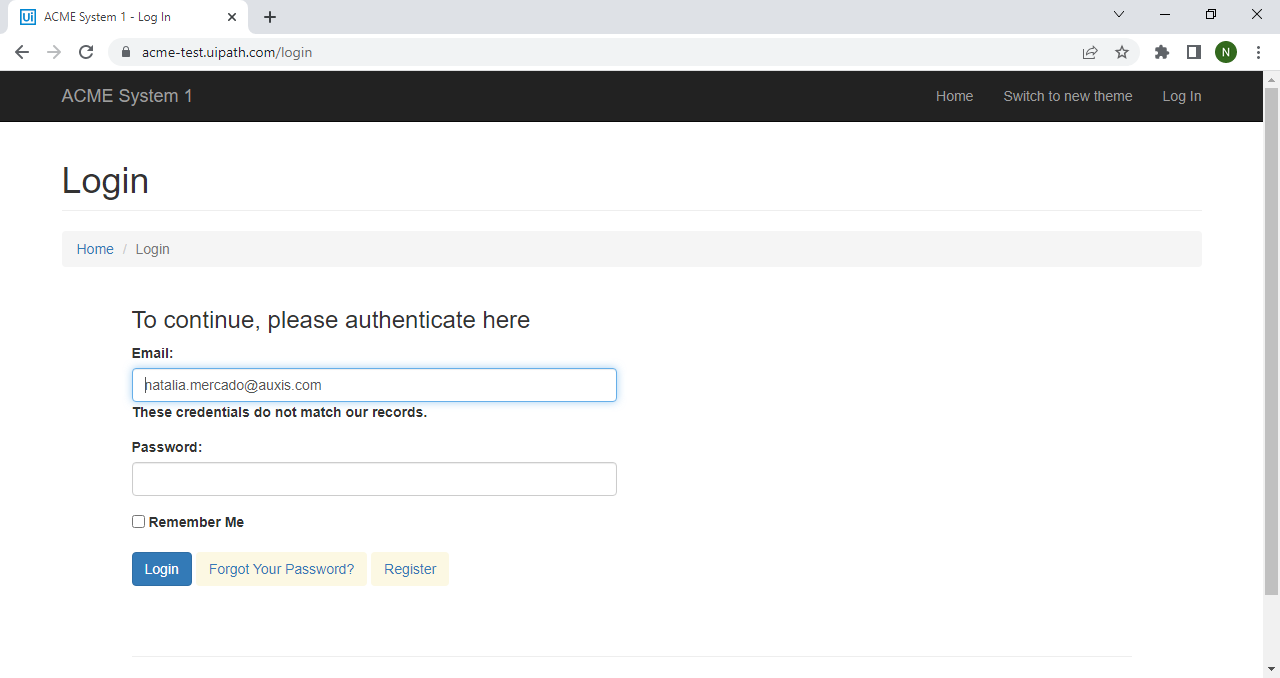 Ui ACME System 1 - Log In
acme-test.uipath.com/login
N
ACME System 1 Home Switch to new theme Log In
Login
Home / Login
To continue, please authenticate here
Email:
natalia.mercado@auxis.com
These credentials do not match our records.
Password:
Remember Me
Login Forgot Your Password? Register